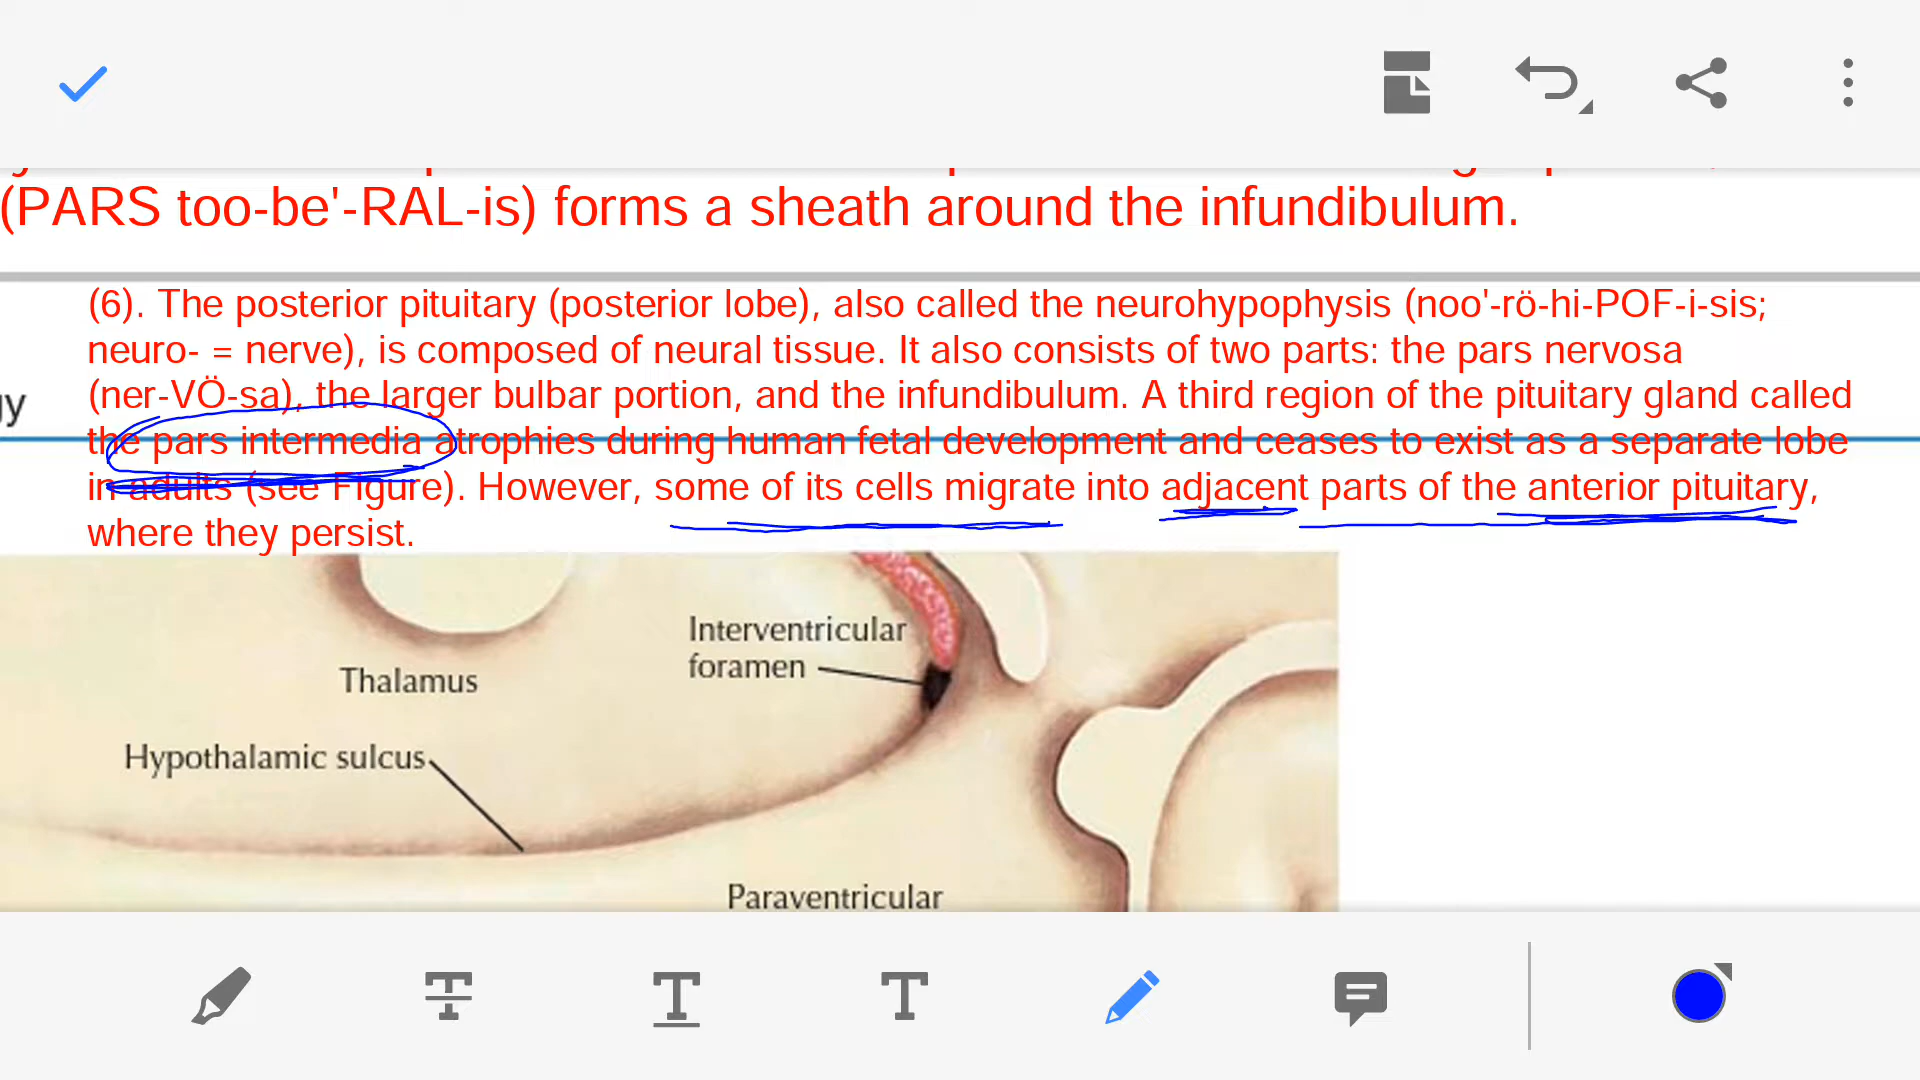 (PARS too-be'-RAL-is) forms a sheath around the infundibulum.
(6). The posterior pituitary (posterior lobe), also called the neurohypophysis (noo'-rö-hi-POF-i-sis;
neuro- = nerve), is composed of neural tissue. It also consists of two parts: the pars nervosa
(ner-VÖ-sa), the larger bulbar portion, and the infundibulum. A third region of the pituitary gland called
gy
the pars intermedia atrophies during human fetal development and ceases to exist as a separate lobe
in adults (see Figure). However, some of its cells migrate into adjacent parts of the anterior pituitary,
where they persist.
Interventricular
foramen
Thalamus
Hypothalamic sulcus
Paraventricular